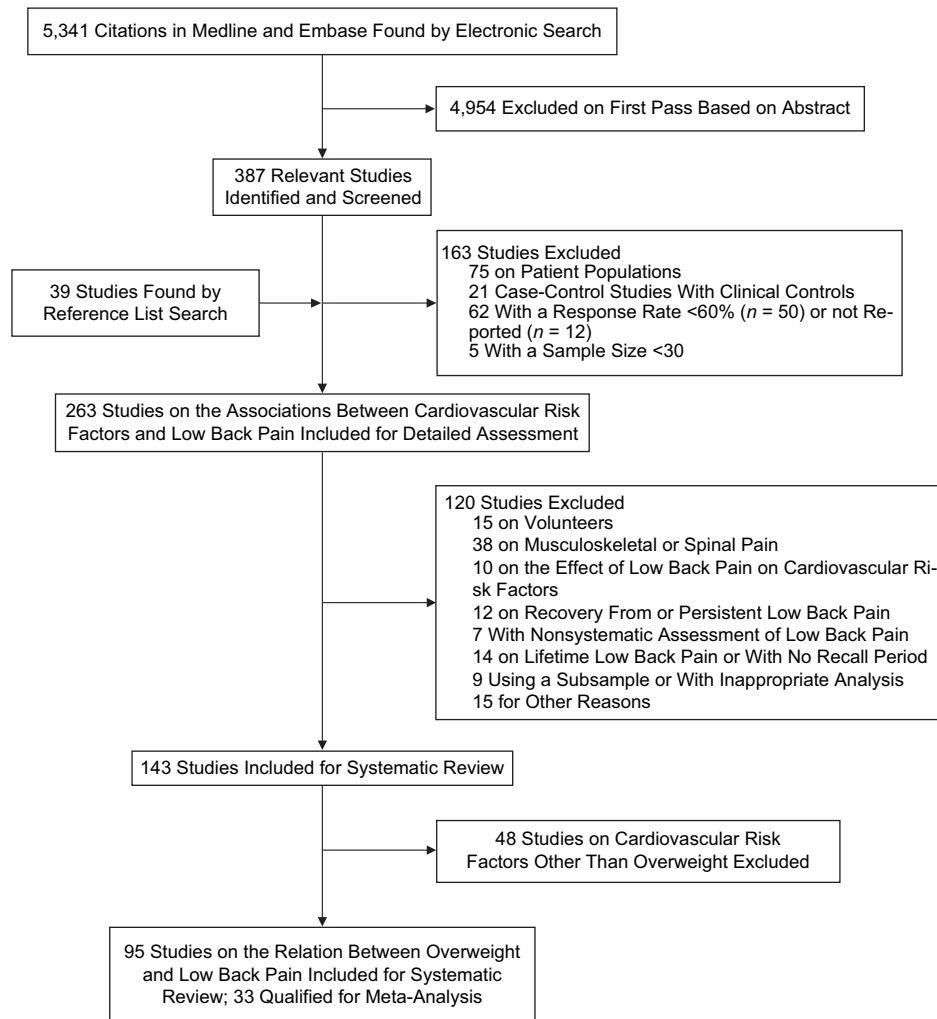 5,341 Citations in Medline and Embase Found by Electronic Search
4,954 Excluded on First Pass Based on Abstract
387 Relevant Studies
Identified and Screened
39 Studies Found by
Reference List Search
163 Studies Excluded
75 on Patient Populations
21 Case-Control Studies With Clinical Controls
62 With a Response Rate <60% (n = 50) or not Re-
ported (n = 12)
5 With a Sample Size <30
263 Studies on the Associations Between Cardiovascular Risk
Factors and Low Back Pain Included for Detailed Assessment
120 Studies Excluded
15 on Volunteers
38 on Musculoskeletal or Spinal Pain
10 on the Effect of Low Back Pain on Cardiovascular Ri-
sk Factors
12 on Recovery From or Persistent Low Back Pain
7 With Nonsystematic Assessment of Low Back Pain
14 on Lifetime Low Back Pain or With No Recall Period
9 Using a Subsample or With Inappropriate Analysis
15 for Other Reasons
143 Studies Included for Systematic Review
48 Studies on Cardiovascular Risk
Factors Other Than Overweight Excluded
95 Studies on the Relation Between Overweight
and Low Back Pain Included for Systematic
Review; 33 Qualified for Meta-Analysis